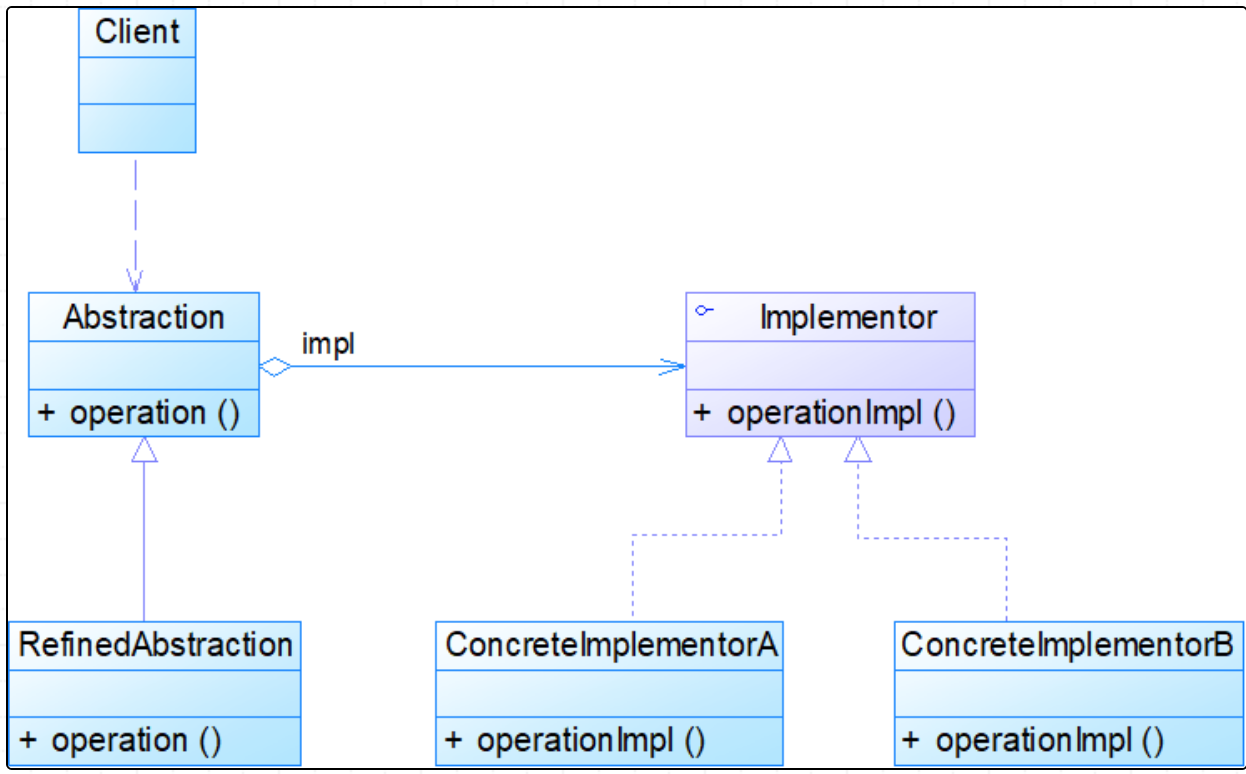 Client
Abstraction
+ operation ()
impl
Implementor
+ operationImpl ()
RefinedAbstraction
+ operation ()
ConcreteImplementorA
+ operationImpl ()
ConcreteImplementorB
+ operationImpl ()